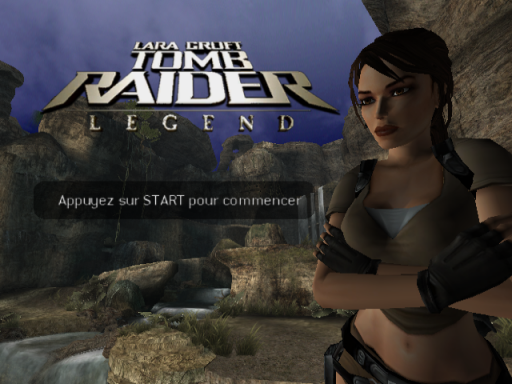 LARA CROFT
TOMB
RAIDER
LEGEND
Appuyez sur START pour commencer